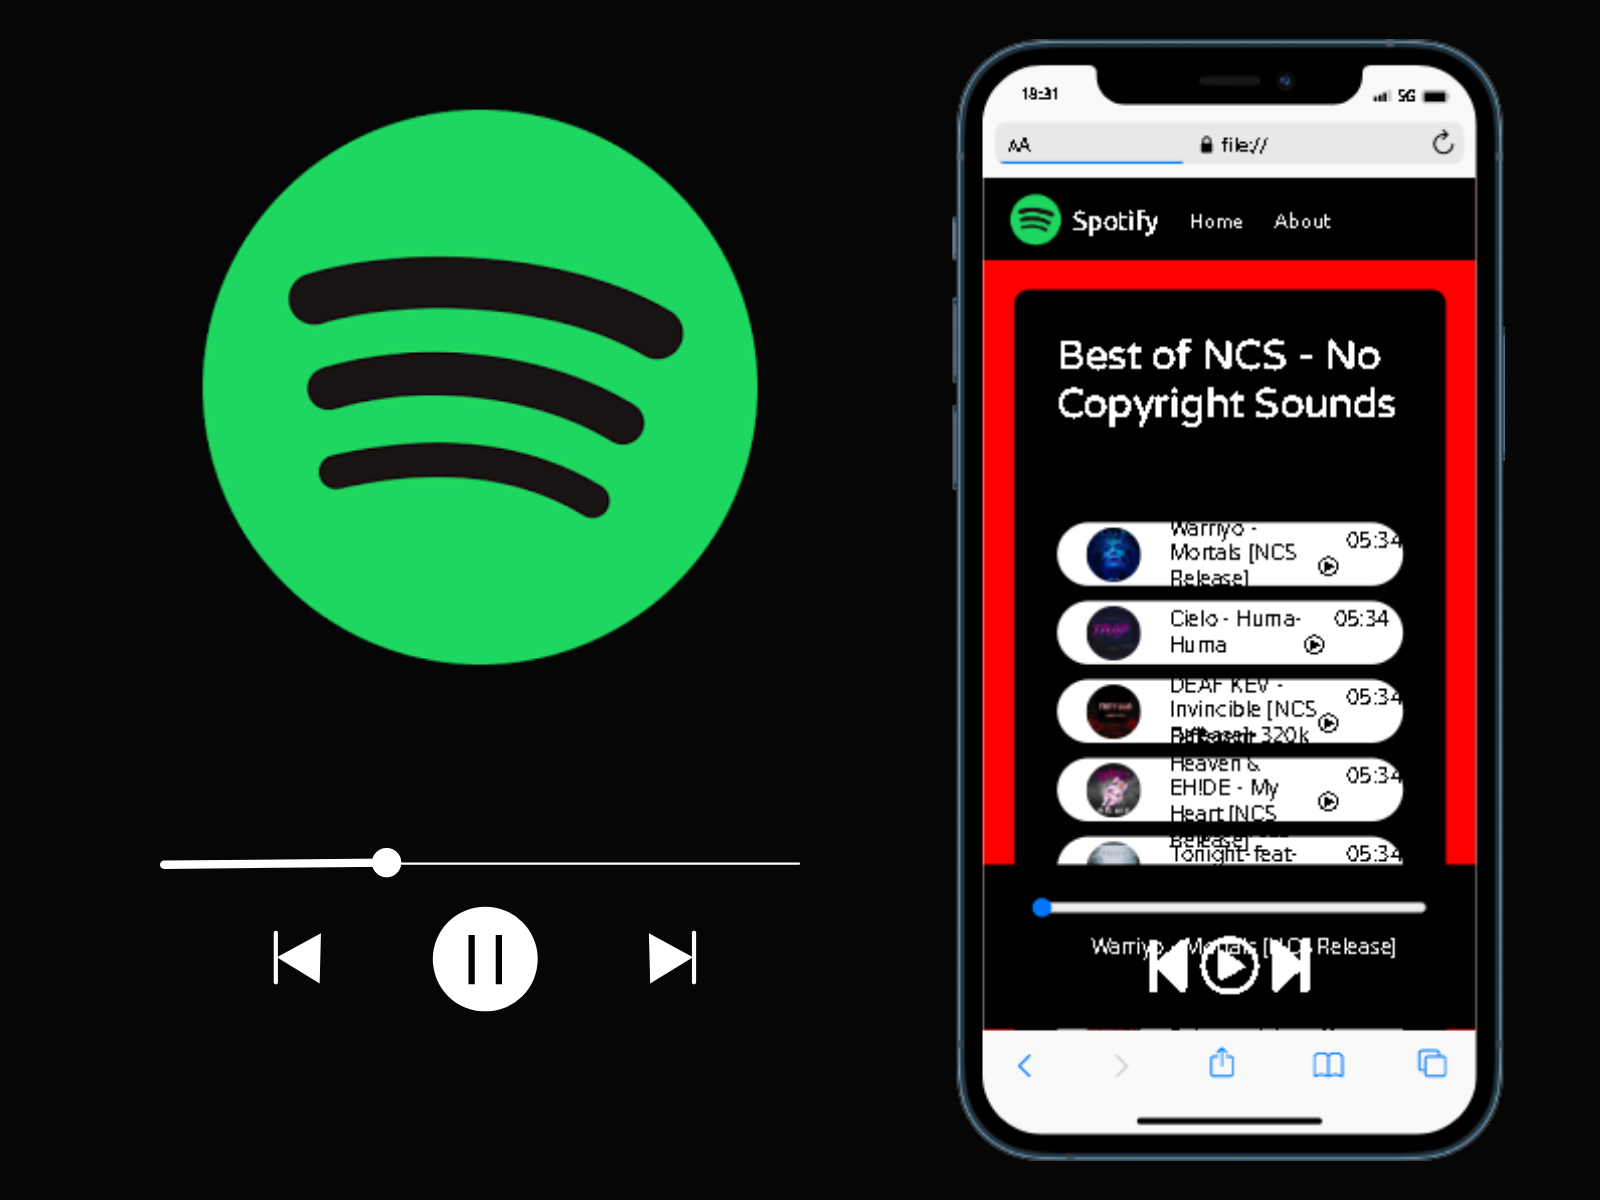 18:31
5G
AA
file://
Spotify Home About
Best of NCS - No
Copyright Sounds
Warriyo -
Mortals [NCS
Release]
05:34
Cielo - Huma-
Huma
05:34
DEAF KEV -
Invincible [NCS
320k
05:34
Heaven &
EH!DE - My
Heart [NCS
Release]
05:34
Tonight-feat-
05:34
Warriyo - Mortals [NCS Release]